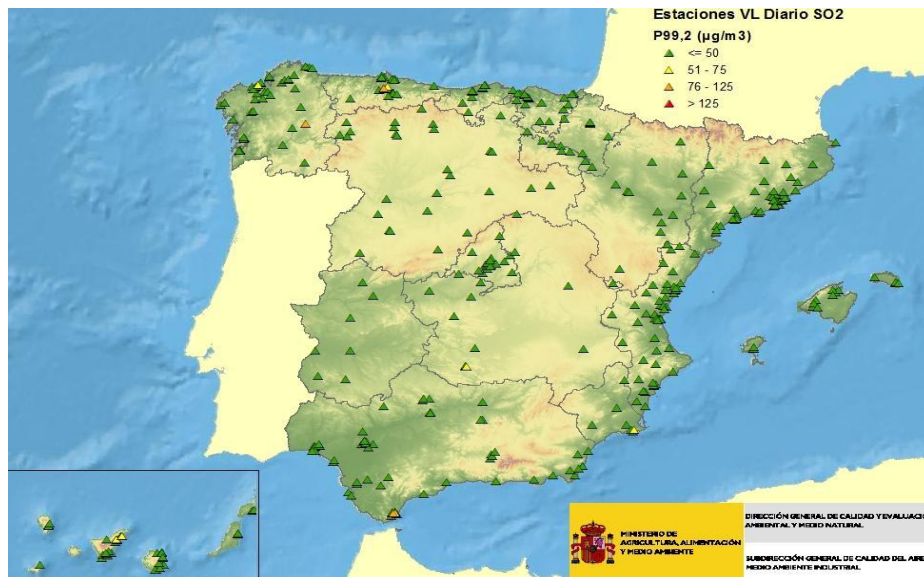 Estaciones VL Diario SO2
P99,2 (µg/m3)
<= 50
51 - 75
76 - 125
> 125
MINISTERIO DE
AGRICULTURA, ALIMENTACIÓN
Y MEDIO AMBIENTE
DIRECCIÓN GENERAL DE CALIDAD Y EVALUACIÓ
AMBIENTAL Y MEDIO NATURAL
SUBDIRECCIÓN GENERAL DE CALIDAD DEL AIRE
MEDIO AMBIENTE INDUSTRIAL